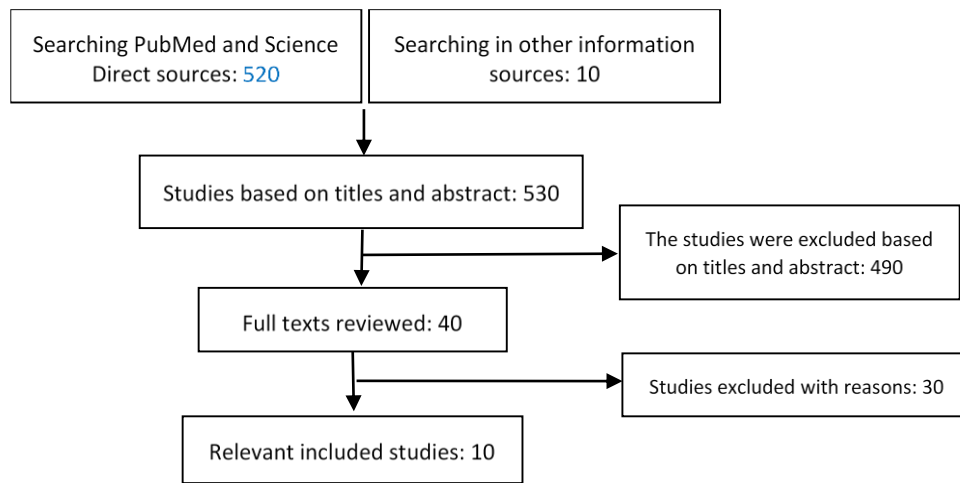 Searching PubMed and Science
Direct sources: 520
Searching in other information
sources: 10
Studies based on titles and abstract: 530
The studies were excluded based
on titles and abstract: 490
Full texts reviewed: 40
Studies excluded with reasons: 30
Relevant included studies: 10